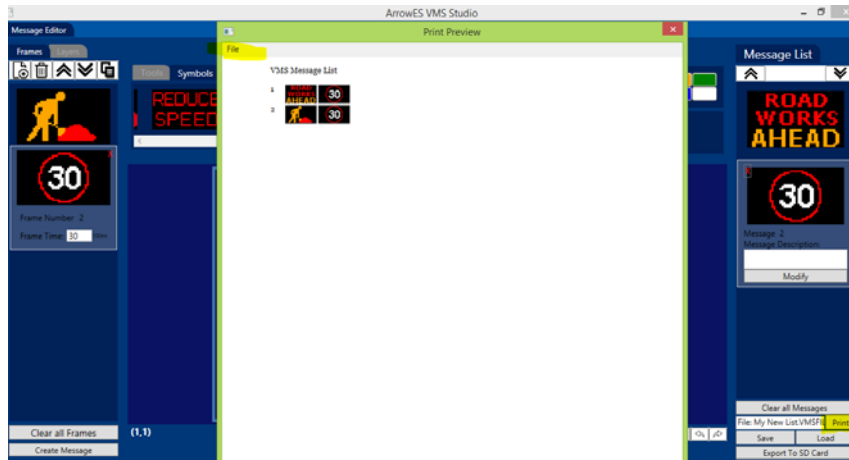 ArrowES VMS Studio
Message Editor
Print Preview
Frames
Layers
File
Message List
Tools
Symbols
VMS Message List
1
ROAD
WORKS
AHEAD
30
2
30
REDUCE
SPEED
ROAD
WORKS
AHEAD
X
30
Frame Number 2
Frame Time: 30
X
30
Message 2
Message Description:
Modify
Clear all Messages
File: My New List.VMSFIL
Print
Clear all Frames
(1,1)
Save
Load
Create Message
Export To SD Card